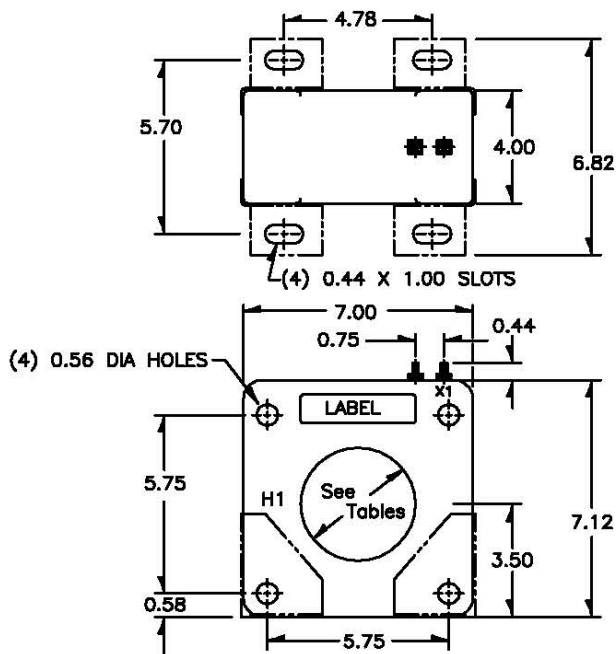 4.78
5.70
4.00
6.82
(4) 0.44 X 1.00 SLOTS
7.00
0.75
0.44
(4) 0.56 DIA HOLES
X1
LABEL
5.75
H1
See
Tables
7.12
3.50
0.58
5.75